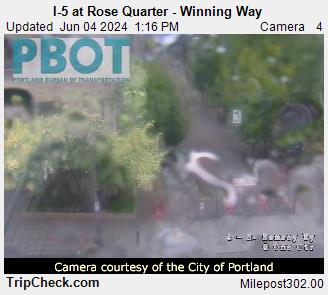 I-5 at Rose Quarter - Winning Way
Updated Jun 04 2024 1:16 PM Camera 4
PBOT
PORTLAND BUREAU OF TRANSPORTATION
Camera courtesy of the City of Portland
TripCheck.com Milepost302.00